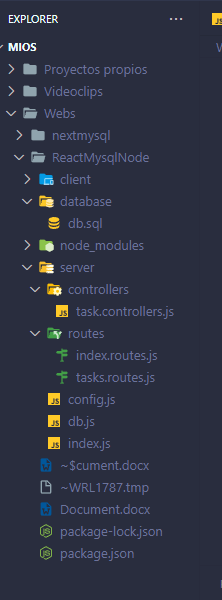 EXPLORER
MIOS
Proyectos propios
Videoclips
Webs
nextmysql
ReactMysqlNode
client
database
db.sql
node_modules
server
controllers
task.controllers.js
routes
index.routes.js
tasks.routes.js
config.js
db.js
index.js
~$cument.docx
~WRL1787.tmp
Document.docx
package-lock.json
package.json